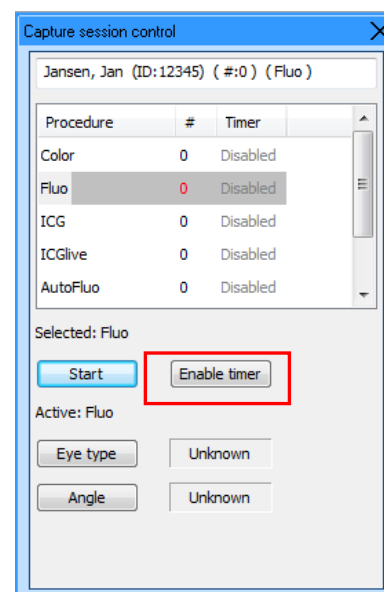 Capture session control
Jansen, Jan (ID:12345) ( #:0 ) ( Fluo )
Procedure # Timer
Color 0 Disabled
Fluo 0 Disabled
ICG 0 Disabled
ICGlive 0 Disabled
AutoFluo 0 Disabled
Selected: Fluo
Start Enable timer
Active: Fluo
Eye type Unknown
Angle Unknown